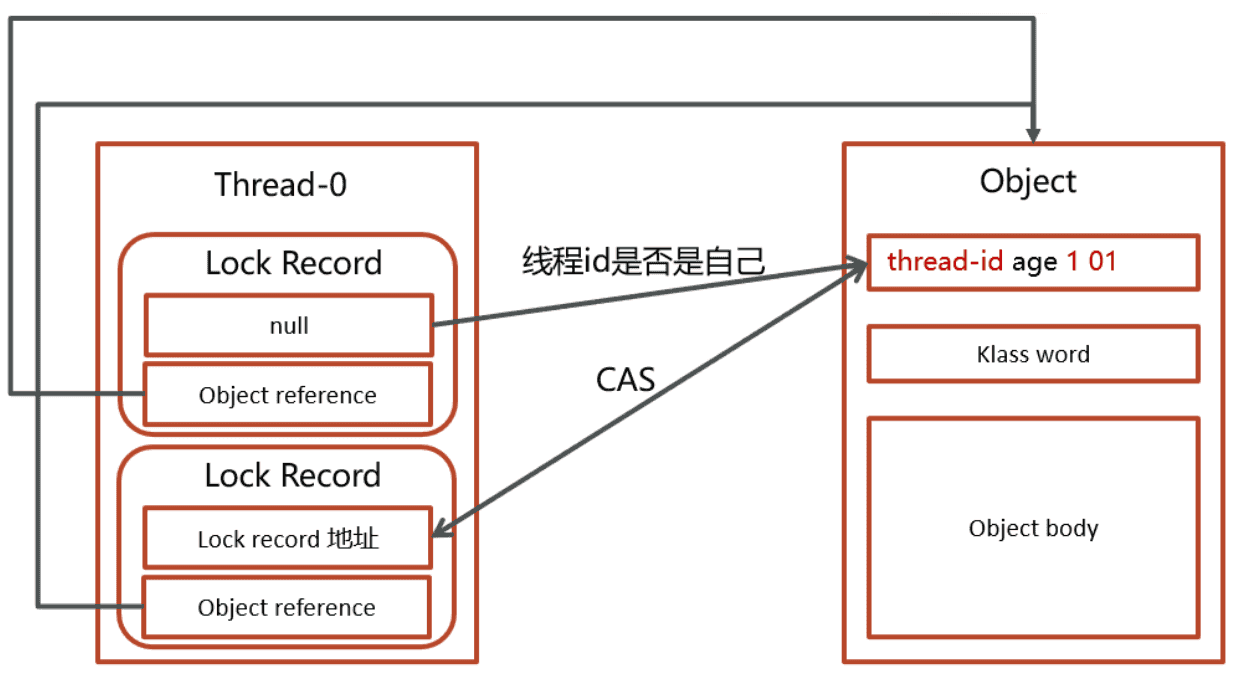 Thread-0
Lock Record
null
Object reference
Lock Record
Lock record 地址
Object reference
线程id是否是自己
CAS
Object
thread-id age 1 01
Klass word
Object body